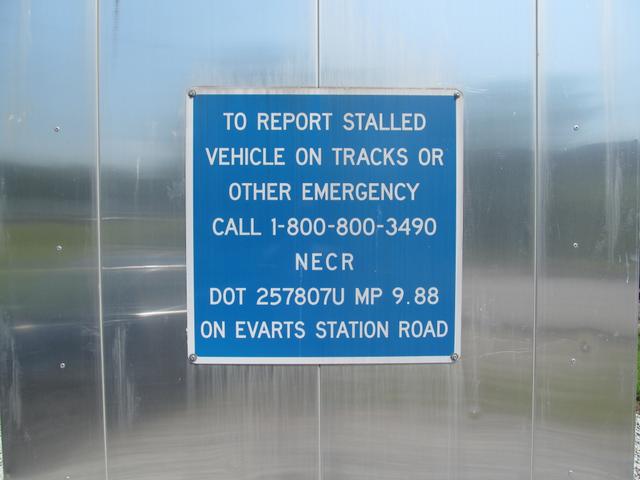 TO REPORT STALLED
VEHICLE ON TRACKS OR
OTHER EMERGENCY
CALL 1-800-800-3490
NECR
DOT 257807U MP 9.88
ON EVARTS STATION ROAD